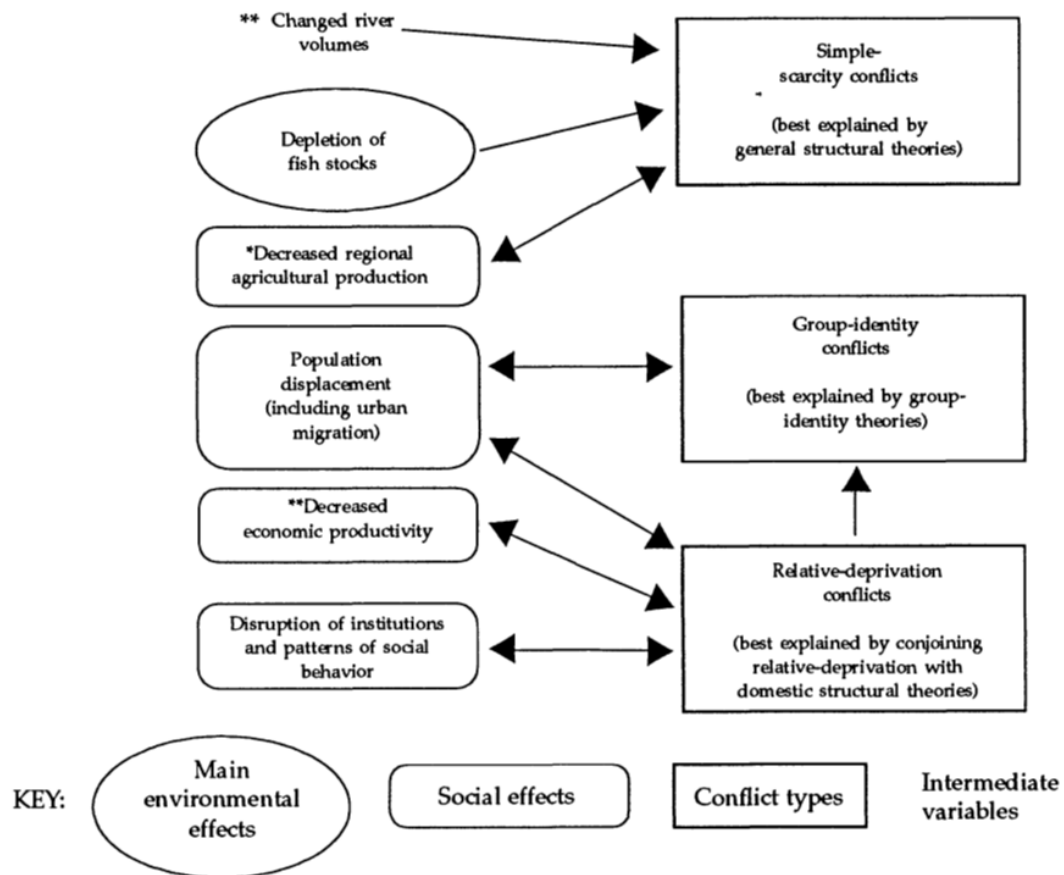 ** Changed river
volumes
Simple-
scarcity conflicts
(best explained by
general structural theories)
Depletion of
fish stocks
*Decreased regional
agricultural production
Group-identity
conflicts
(best explained by group-
identity theories)
Population
displacement
(including urban
migration)
**Decreased
economic productivity
Relative-deprivation
conflicts
(best explained by conjoining
relative-deprivation with
domestic structural theories)
Disruption of institutions
and patterns of social
behavior
KEY:
Main
environmental
effects
Social effects
Conflict types
Intermediate
variables